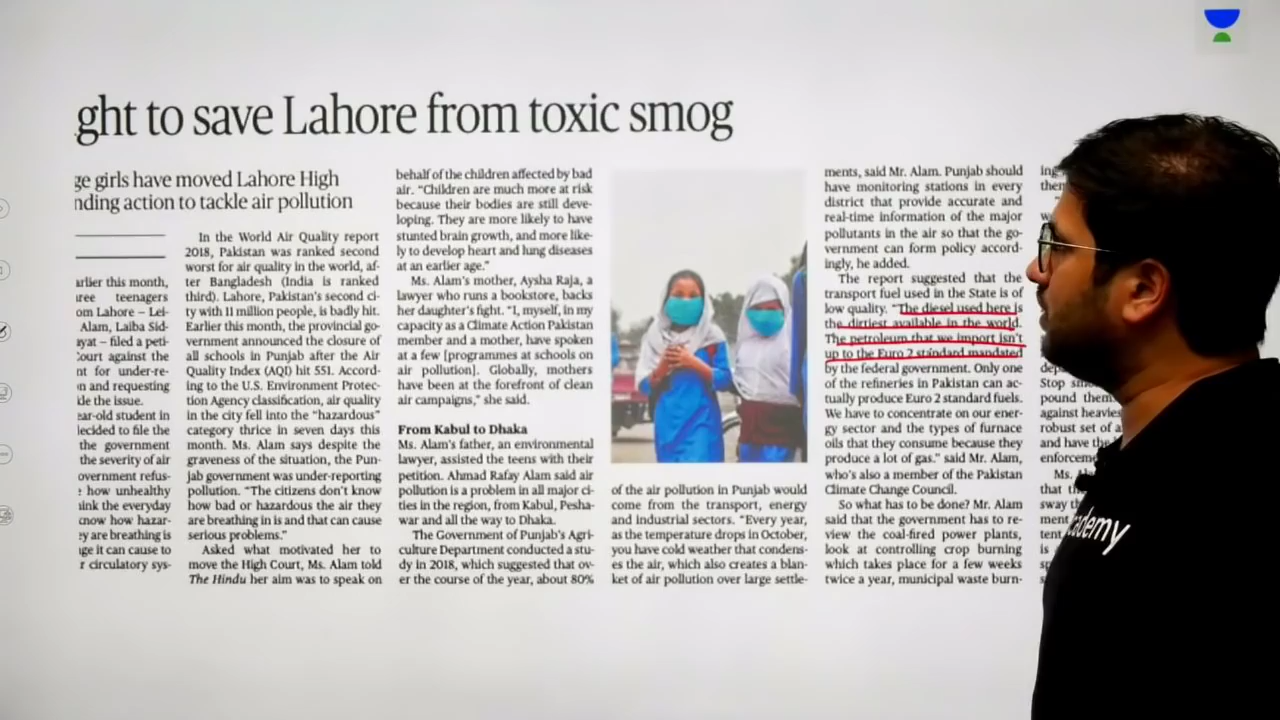 ght to save Lahore from toxic smog
ge girls have moved Lahore High
nding action to tackle air pollution
arlier this month,
ree teenagers
om Lahore – Lei-
Alam, Laiba Sid-
ayat – filed a peti-
Court against the
nt for under-re-
n and requesting
kle the issue.
ear-old student in
decided to file the
the government
the severity of air
overnment refus-
how unhealthy
ink the everyday
know how hazar-
ey are breathing is
ge it can cause to
r circulatory sys-
In the World Air Quality report
2018, Pakistan was ranked second
worst for air quality in the world, af-
ter Bangladesh (India is ranked
third). Lahore, Pakistan's second ci-
ty with 11 million people, is badly hit.
Earlier this month, the provincial go-
vernment announced the closure of
all schools in Punjab after the Air
Quality Index (AQI) hit 551. Accord-
ing to the U.S. Environment Protec-
tion Agency classification, air quality
in the city fell into the "hazardous"
category thrice in seven days this
month. Ms. Alam says despite the
graveness of the situation, the Pun-
jab government was under-reporting
pollution. "The citizens don't know
how bad or hazardous the air they
are breathing in is and that can cause
serious problems."
Asked what motivated her to
move the High Court, Ms. Alam told
The Hindu her aim was to speak on
behalf of the children affected by bad
air. "Children are much more at risk
because their bodies are still deve-
loping. They are more likely to have
stunted brain growth, and more like-
ly to develop heart and lung diseases
at an earlier age."
Ms. Alam's mother, Aysha Raja, a
lawyer who runs a bookstore, backs
her daughter's fight. "I, myself, in my
capacity as a Climate Action Pakistan
member and a mother, have spoken
at a few [programmes at schools on
air pollution]. Globally, mothers
have been at the forefront of clean
air campaigns," she said.
From Kabul to Dhaka
Ms. Alam's father, an environmental
lawyer, assisted the teens with their
petition. Ahmad Rafay Alam said air
pollution is a problem in all major ci-
ties in the region, from Kabul, Pesha-
war and all the way to Dhaka.
The Government of Punjab's Agri-
culture Department conducted a stu-
dy in 2018, which suggested that ov-
er the course of the year, about 80%
of the air pollution in Punjab would
come from the transport, energy
and industrial sectors. "Every year,
as the temperature drops in October,
you have cold weather that condens-
es the air, which also creates a blan-
ket of air pollution over large settle-
ments, said Mr. Alam. Punjab should
have monitoring stations in every
district that provide accurate and
real-time information of the major
pollutants in the air so that the go-
vernment can form policy accord-
ingly, he added.
The report suggested that the
transport fuel used in the State is of
low quality. "The diesel used here is
the dirtiest available in the world.
The petroleum that we import isn't
up to the Euro 2 standard mandated
by the federal government. Only one
of the refineries in Pakistan can ac-
tually produce Euro 2 standard fuels.
We have to concentrate on our ener-
gy sector and the types of furnace
oils that they consume because they
produce a lot of gas." said Mr. Alam,
who's also a member of the Pakistan
Climate Change Council.
So what has to be done? Mr. Alam
said that the government has to re-
view the coal-fired power plants,
look at controlling crop burning
which takes place for a few weeks
twice a year, municipal waste burn-
ing
them
Stop
pound them
against heavies
robust set of
and have the
enforcem
Ms.
that
sway
ment
tent
is
ademy